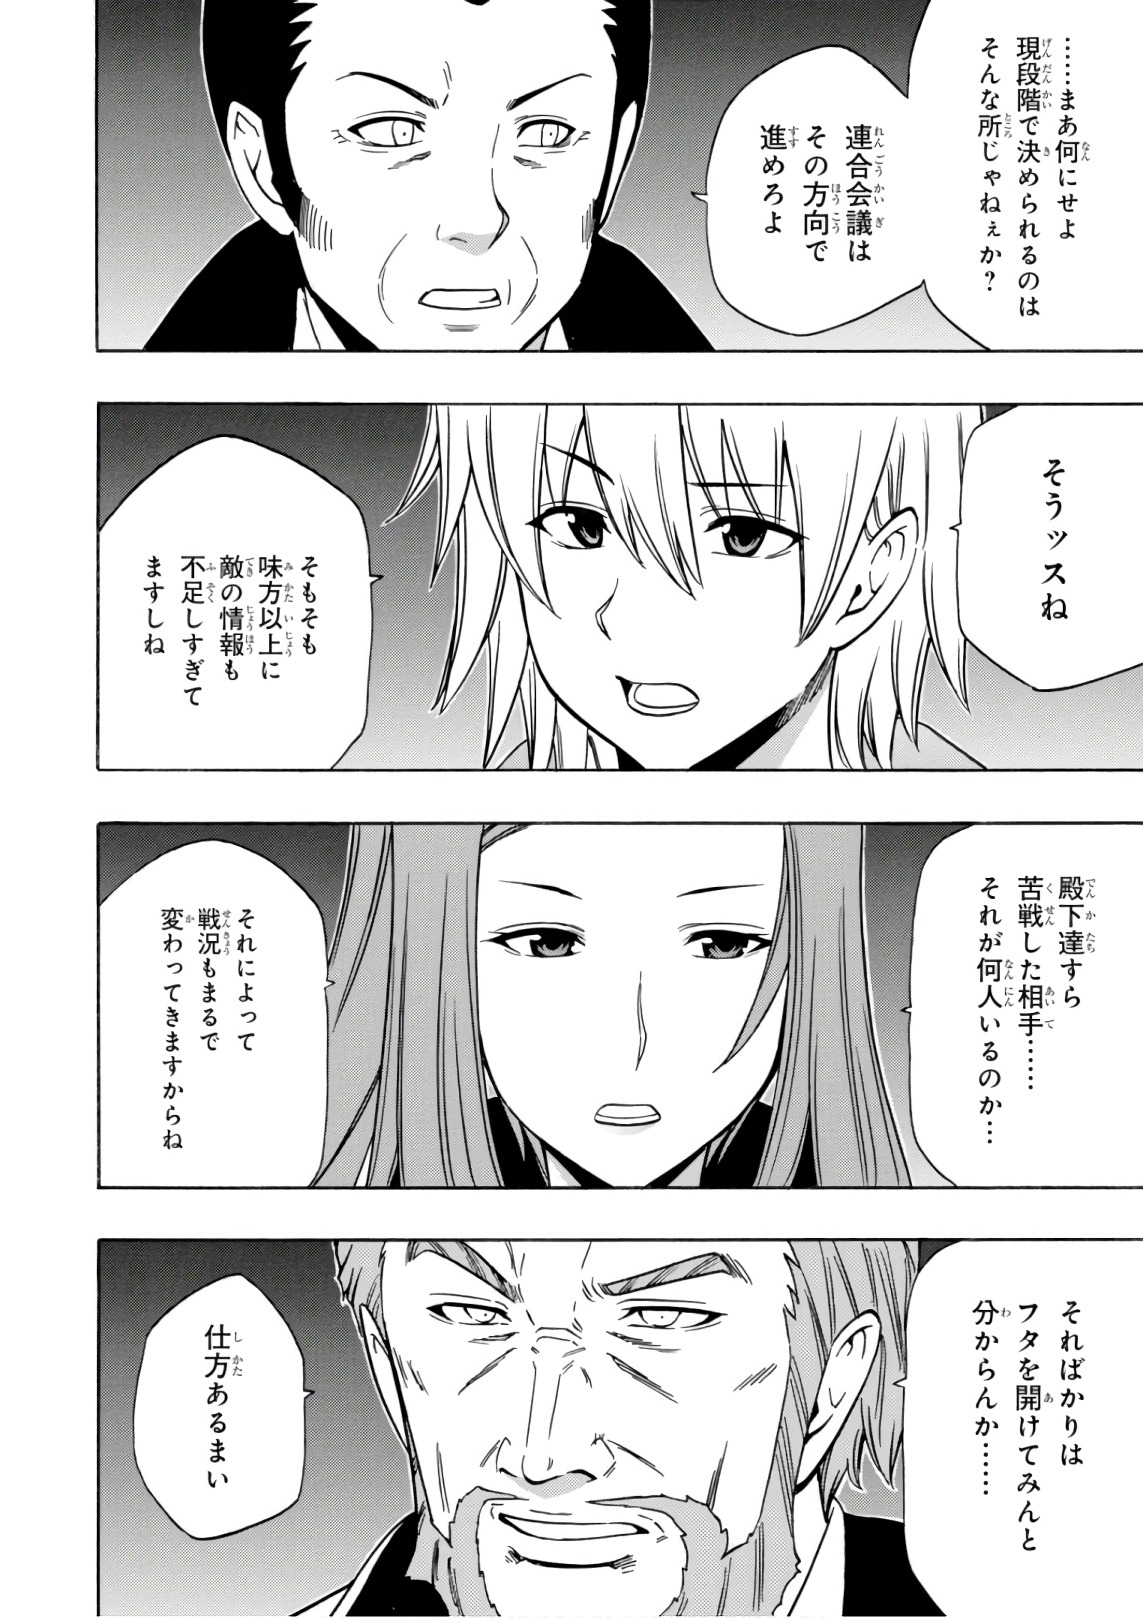 ……まあ何にせよ
現段階で決められるのは
そんな所じゃねぇか？
連合会議は
その方向で
進めろよ
そうッスね
そもそも
味方以上に
敵の情報も
不足しすぎて
ますしね
殿下達すら
苦戦した相手……
それが何人いるのか…
それによって
戦況もまるで
変わってきますからね
そればかりは
フタを開けてみんと
分からんか……
仕方あるまい